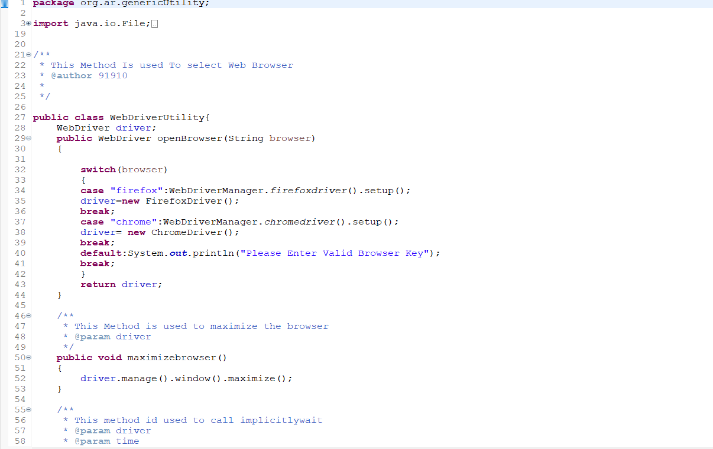 1 package org.ar.genericUtility;
2
3 import java.io.File;
19
20
21 /**
22 * This Method Is used To select Web Browser
23 * @author 91910
24 *
25 */
26
27 public class WebDriverUtility{
28 WebDriver driver;
29 public WebDriver openBrowser(String browser)
30 {
31
32 switch(browser)
33 {
34 case "firefox":WebDriverManager.firefoxdriver().setup();
35 driver=new FirefoxDriver();
36 break;
37 case "chrome":WebDriverManager.chromedriver().setup();
38 driver= new ChromeDriver();
39 break;
40 default:System.out.println("Please Enter Valid Browser Key");
41 break;
42 }
43 return driver;
44 }
45
46 /**
47 * This Method is used to maximize the browser
48 * @param driver
49 */
50 public void maximizebrowser()
51 {
52 driver.manage().window().maximize();
53 }
54
55 /**
56 * This method id used to call implicitlywait
57 * @param driver
58 * @param time